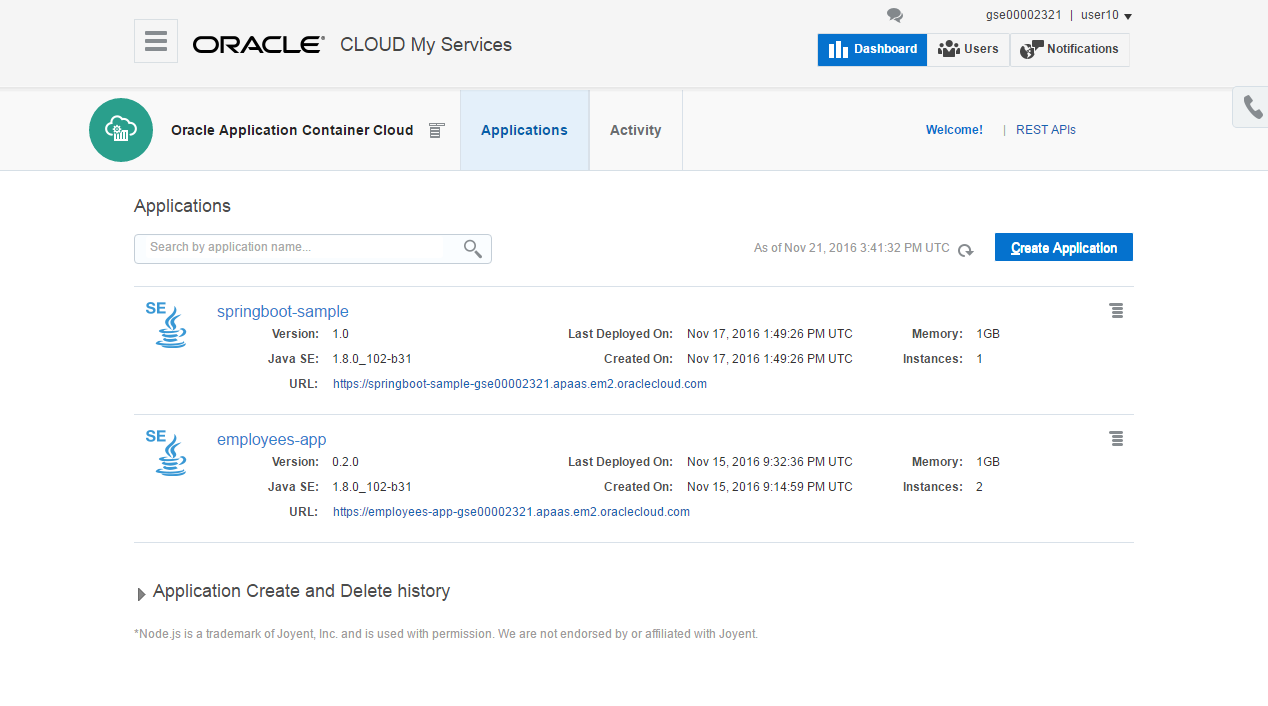 gse00002321 | user10
ORACLE CLOUD My Services
Dashboard Users Notifications
Oracle Application Container Cloud Applications Activity Welcome! | REST APIs
Applications
Search by application name... As of Nov 21, 2016 3:41:32 PM UTC Create Application
SE springboot-sample
Version: 1.0 Last Deployed On: Nov 17, 2016 1:49:26 PM UTC Memory: 1GB
Java SE: 1.8.0_102-b31 Created On: Nov 17, 2016 1:49:26 PM UTC Instances: 1
URL: https://springboot-sample-gse00002321.apaas.em2.oraclecloud.com
SE employees-app
Version: 0.2.0 Last Deployed On: Nov 15, 2016 9:32:36 PM UTC Memory: 1GB
Java SE: 1.8.0_102-b31 Created On: Nov 15, 2016 9:14:59 PM UTC Instances: 2
URL: https://employees-app-gse00002321.apaas.em2.oraclecloud.com
Application Create and Delete history
*Node.js is a trademark of Joyent, Inc. and is used with permission. We are not endorsed by or affiliated with Joyent.